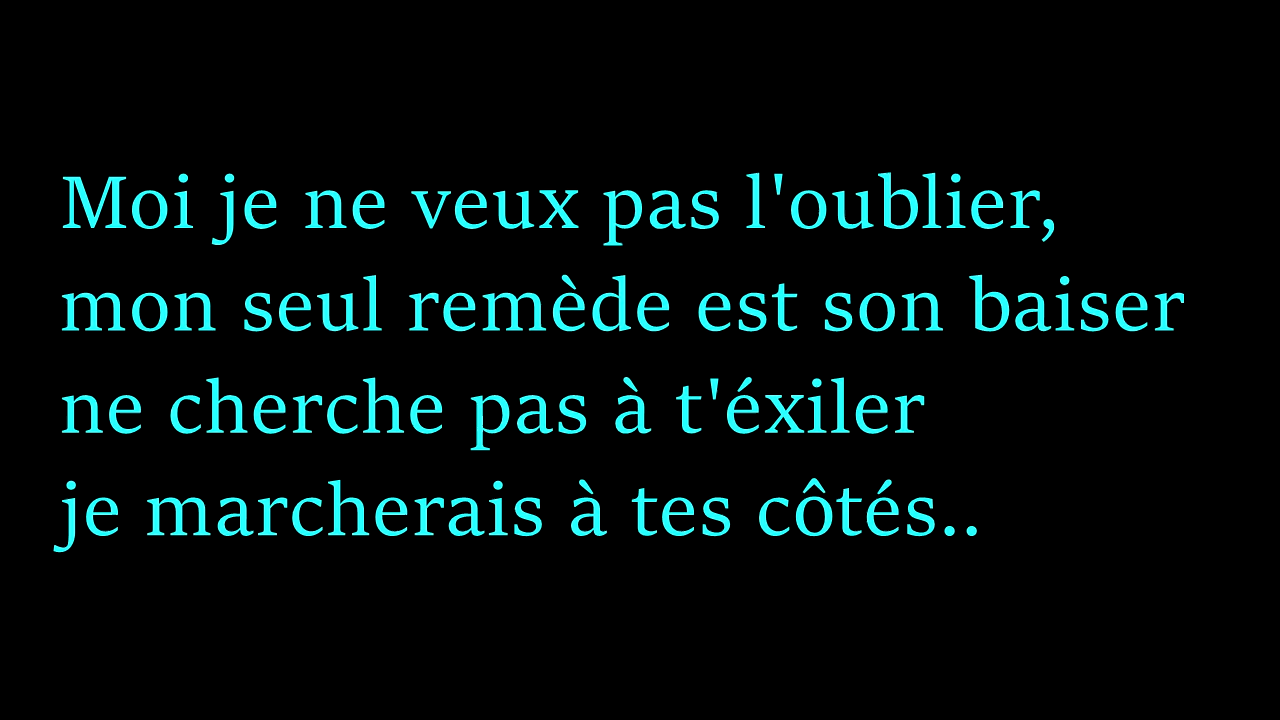 Moi je ne veux pas l'oublier,
mon seul remède est son baiser
ne cherche pas à t'éxiler
je marcherais à tes côtés..